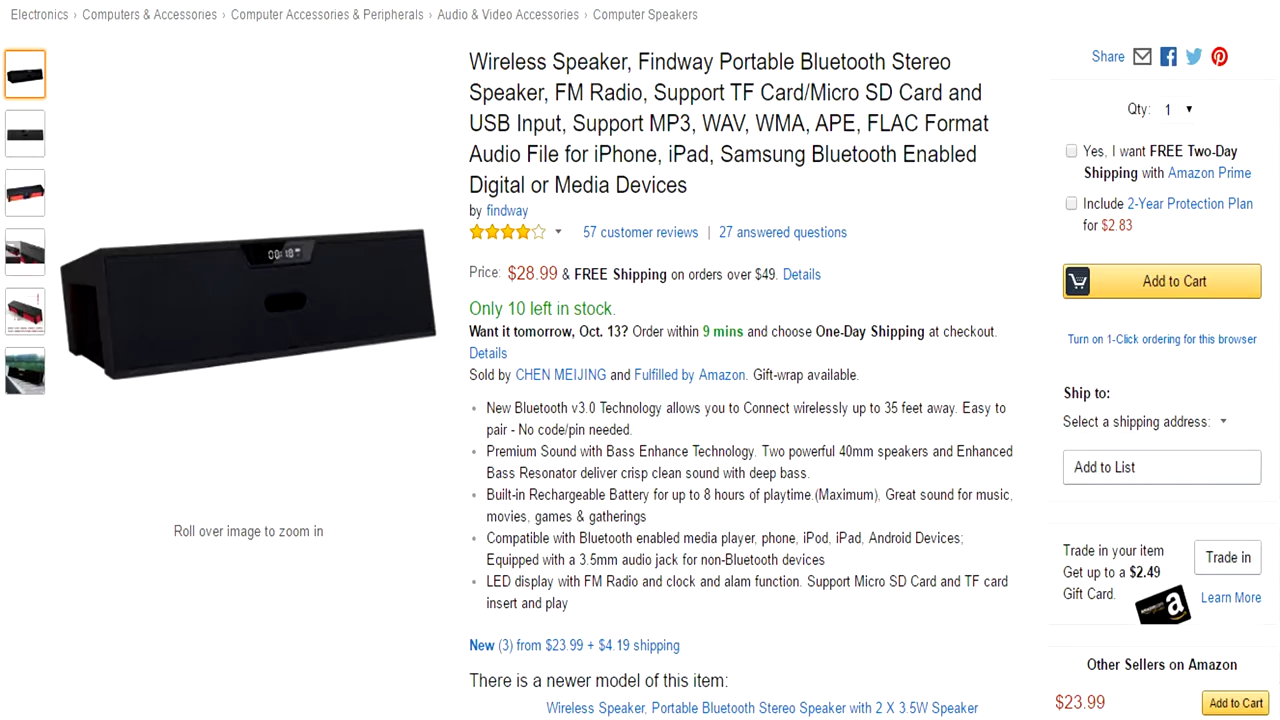 Electronics › Computers & Accessories › Computer Accessories & Peripherals › Audio & Video Accessories › Computer Speakers
Wireless Speaker, Findway Portable Bluetooth Stereo
Speaker, FM Radio, Support TF Card/Micro SD Card and
USB Input, Support MP3, WAV, WMA, APE, FLAC Format
Audio File for iPhone, iPad, Samsung Bluetooth Enabled
Digital or Media Devices
by findway
57 customer reviews | 27 answered questions
Price: $28.99 & FREE Shipping on orders over $49. Details
Only 10 left in stock.
Want it tomorrow, Oct. 13? Order within 9 mins and choose One-Day Shipping at checkout.
Details
Sold by CHEN MEIJING and Fulfilled by Amazon. Gift-wrap available.
• New Bluetooth v3.0 Technology allows you to Connect wirelessly up to 35 feet away. Easy to
pair - No code/pin needed.
• Premium Sound with Bass Enhance Technology. Two powerful 40mm speakers and Enhanced
Bass Resonator deliver crisp clean sound with deep bass.
• Built-in Rechargeable Battery for up to 8 hours of playtime.(Maximum), Great sound for music,
movies, games & gatherings
• Compatible with Bluetooth enabled media player, phone, iPod, iPad, Android Devices;
Equipped with a 3.5mm audio jack for non-Bluetooth devices
• LED display with FM Radio and clock and alam function. Support Micro SD Card and TF card
insert and play
New (3) from $23.99 + $4.19 shipping
There is a newer model of this item:
Wireless Speaker, Portable Bluetooth Stereo Speaker with 2 X 3.5W Speaker
08:18
Roll over image to zoom in
Share
Qty: 1
Yes, I want FREE Two-Day
Shipping with Amazon Prime
Include 2-Year Protection Plan
for $2.83
Add to Cart
Turn on 1-Click ordering for this browser
Ship to:
Select a shipping address:
Add to List
Trade in your item
Get up to a $2.49
Gift Card.
Trade in
Learn More
a
Other Sellers on Amazon
$23.99
Add to Cart